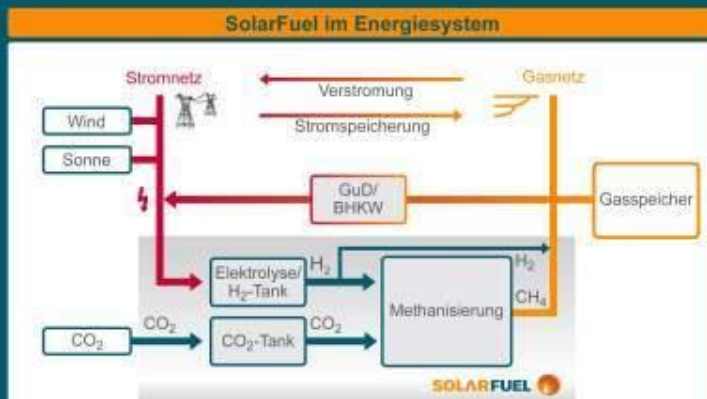 SolarFuel im Energiesystem
Stromnetz
Verstromung
Gasnetz
Stromspeicherung
Wind
Sonne
GuD/
BHKW
Gasspeicher
Elektrolyse/
H₂-Tank
H₂
H₂
Methanisierung
CH₄
CO₂
CO₂
CO₂-Tank
CO₂
SOLARFUEL